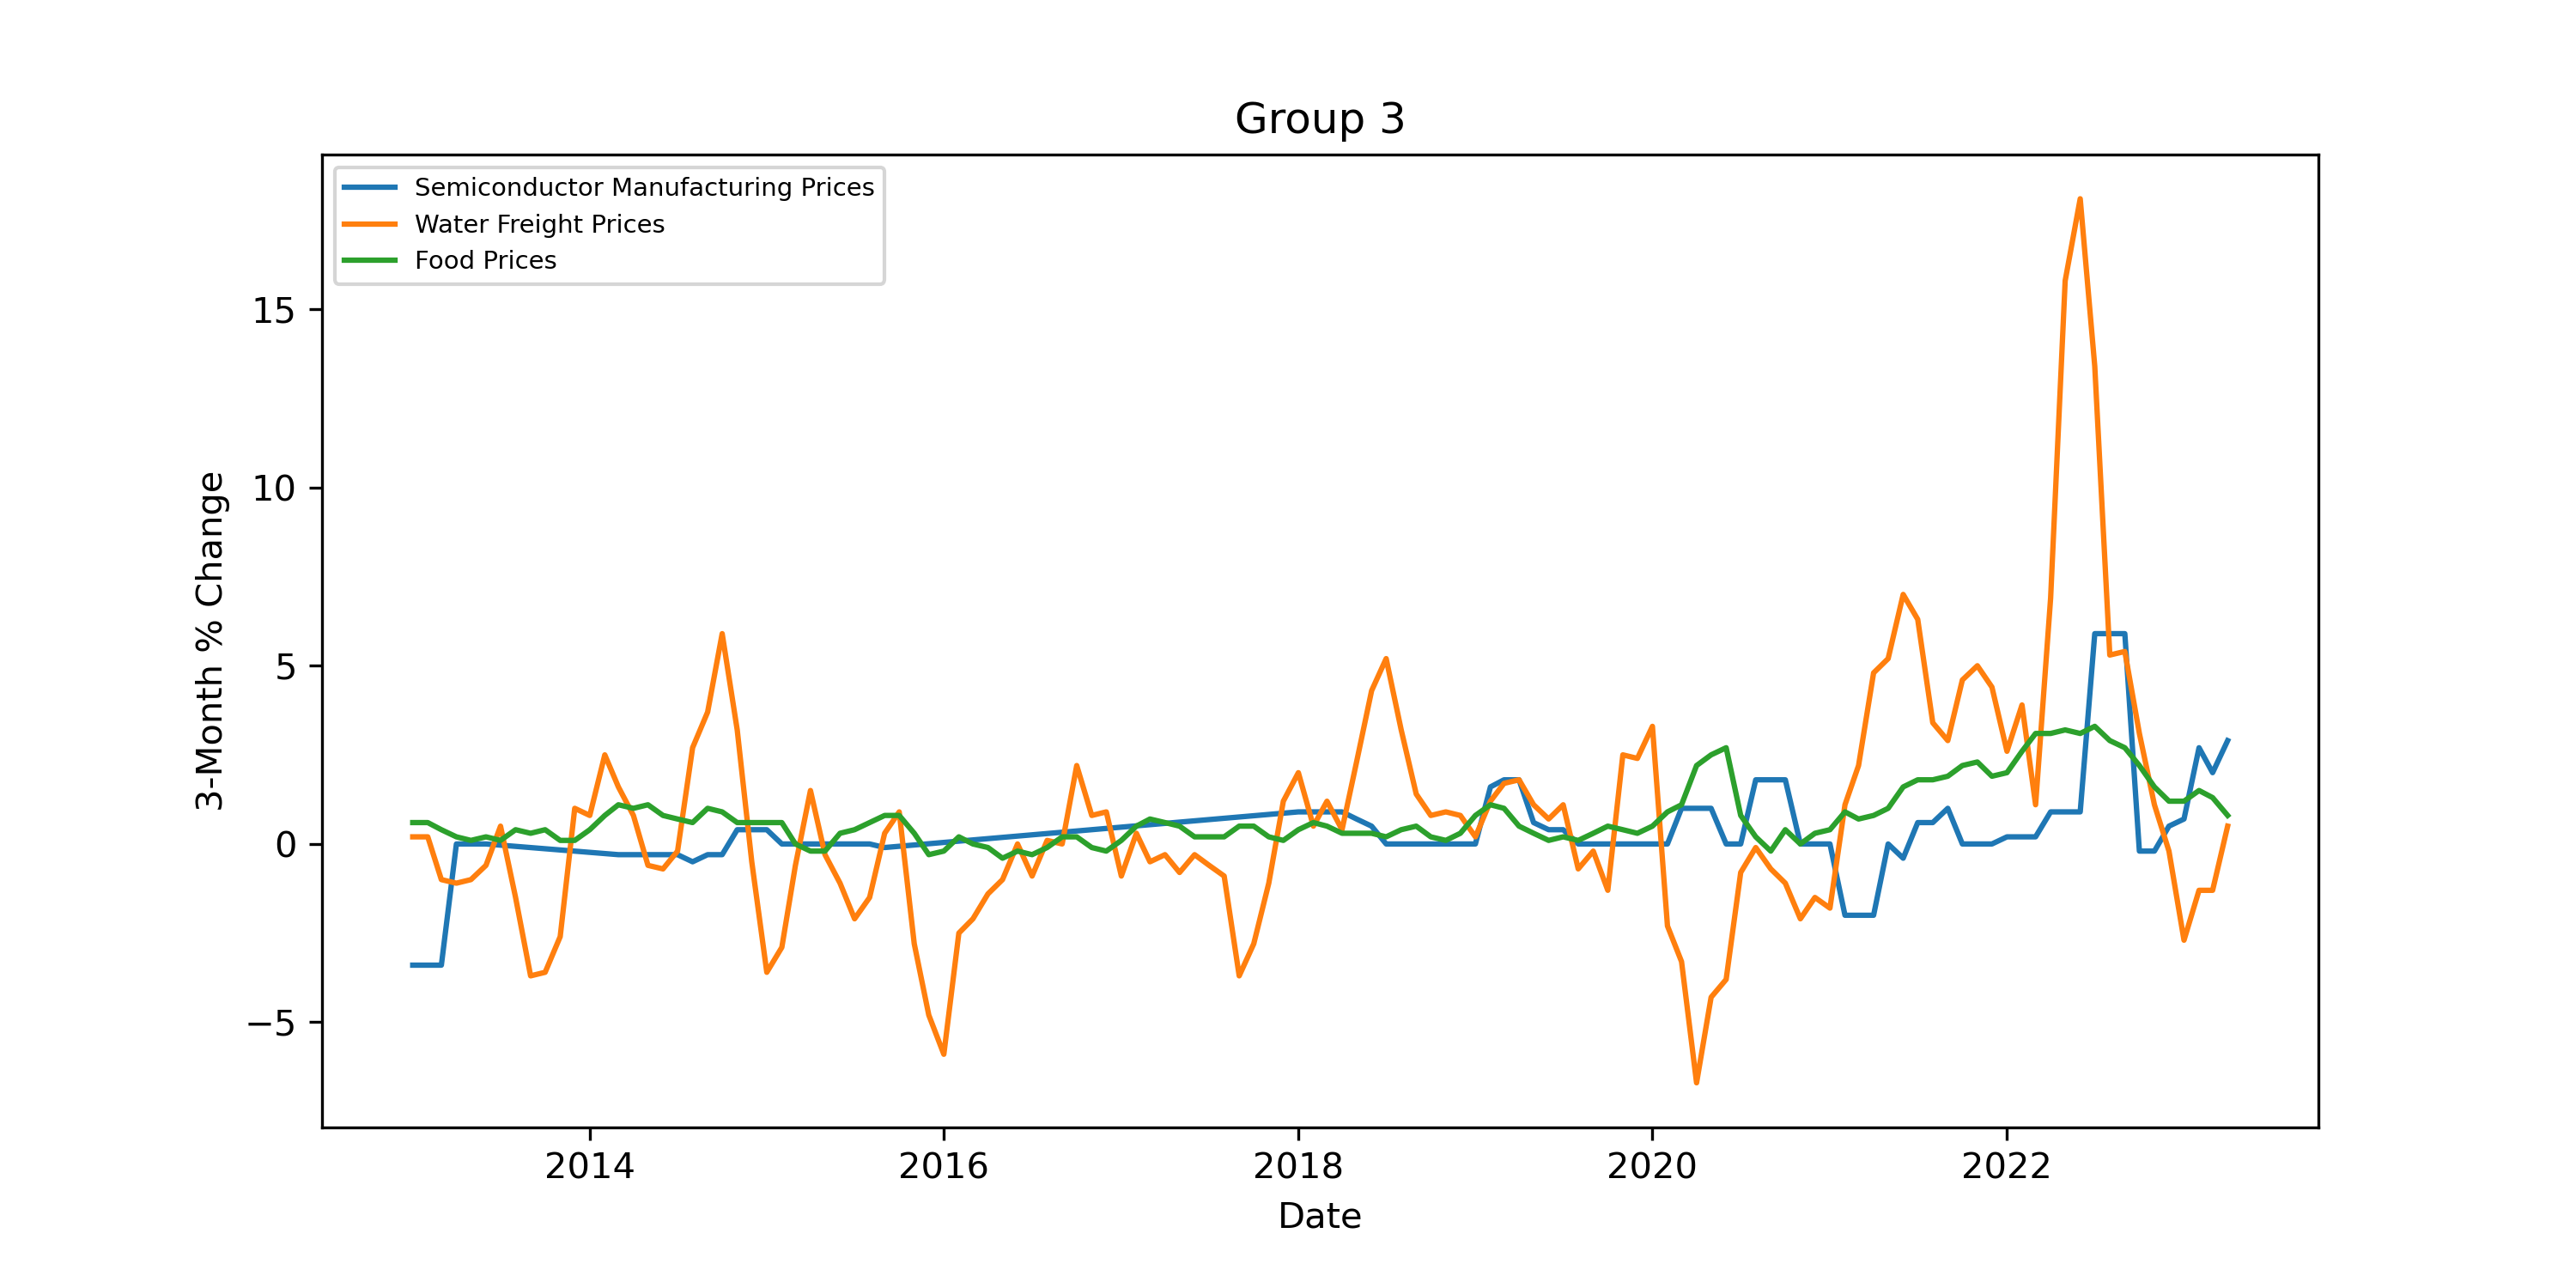 Group 3
Semiconductor Manufacturing Prices
Water Freight Prices
Food Prices
3-Month % Change
15
10
5
0
−5
2014
2016
2018
2020
2022
Date